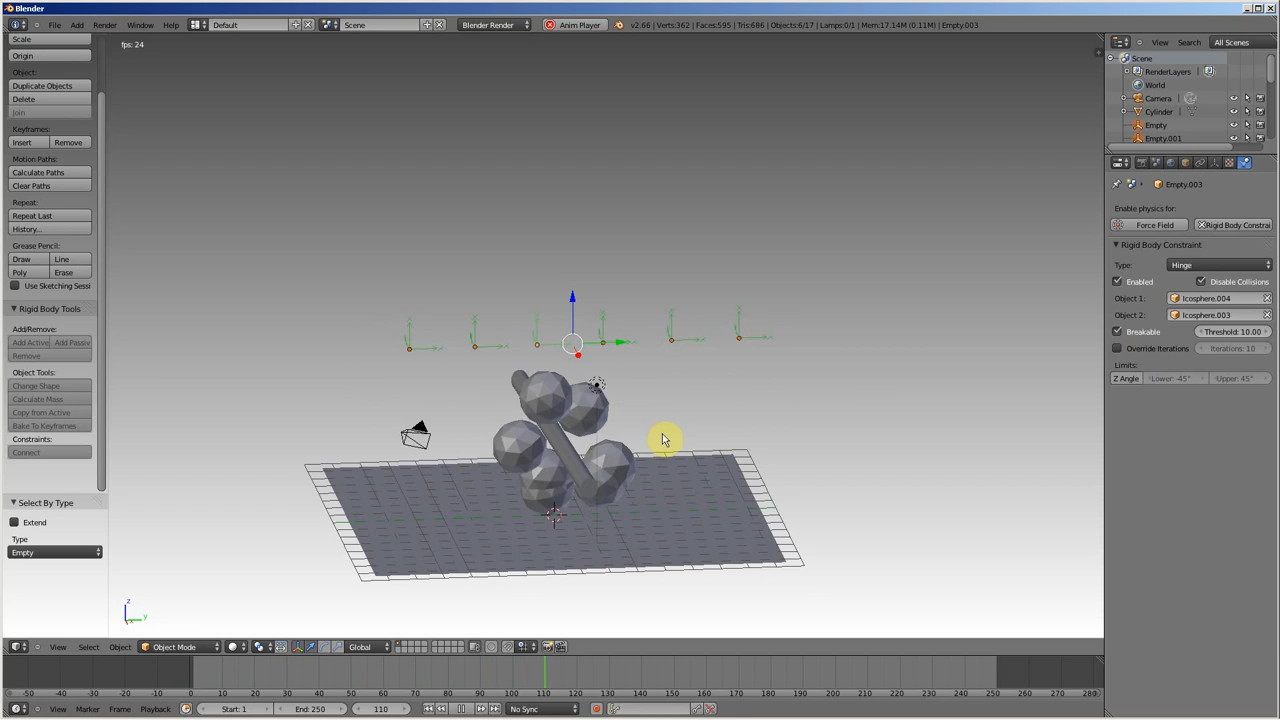 Blender
File Add Render Window Help
Default
Scene
Blender Render
Anim Player
v2.66 | Verts:362 | Faces:595 | Tris:686 | Objects:6/17 | Lamps:0/1 | Mem:17.14M (0.11M) | Empty.003
fps: 24
Scale
Origin
Object:
Duplicate Objects
Delete
Join
Keyframes:
Insert Remove
Motion Paths:
Calculate Paths
Clear Paths
Repeat:
Repeat Last
History...
Grease Pencil:
Draw Line
Poly Erase
Use Sketching Sessi
Rigid Body Tools
Add/Remove:
Add Active Add Passiv
Remove
Object Tools:
Change Shape
Calculate Mass
Copy from Active
Bake To Keyframes
Constraints:
Connect
Select By Type
Extend
Type
Empty
z
y
View Search All Scenes
Scene
RenderLayers
World
Camera
Cylinder
Empty
Empty.001
Empty.003
Enable physics for:
Force Field Rigid Body Constrai
Rigid Body Constraint
Type: Hinge
Enabled Disable Collisions
Object 1: Icosphere.004
Object 2: Icosphere.003
Breakable Threshold: 10.00
Override Iterations Iterations: 10
Limits:
Z Angle Lower: -45° Upper: 45°
View Select Object Object Mode Global
-50 -40 -30 -20 -10 0 10 20 30 40 50 60 70 80 90 100 110 120 130 140 150 160 170 180 190 200 210 220 230 240 250 260 270 280
View Marker Frame Playback Start: 1 End: 250 110 No Sync